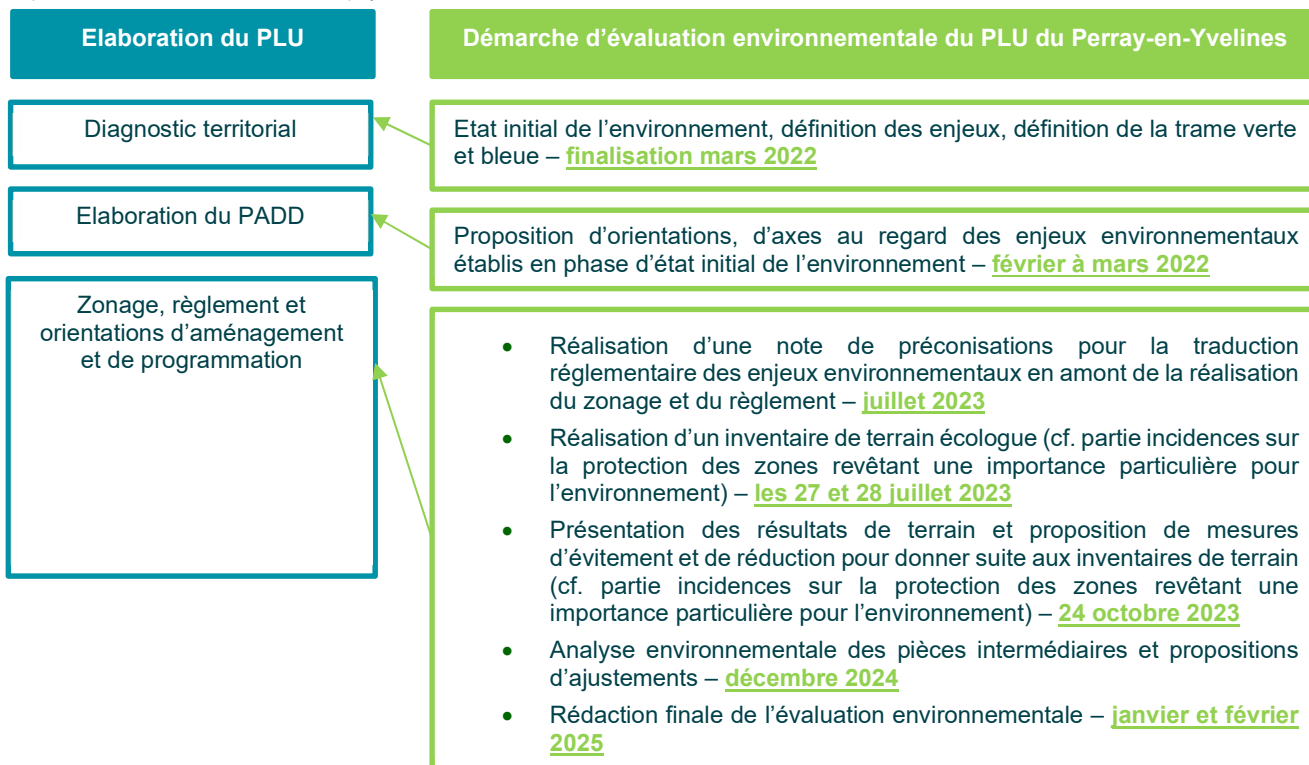 Elaboration du PLU
Démarche d'évaluation environnementale du PLU du Perray-en-Yvelines
Diagnostic territorial
Etat initial de l'environnement, définition des enjeux, définition de la trame verte
et bleue – finalisation mars 2022
Elaboration du PADD
Proposition d'orientations, d'axes au regard des enjeux environnementaux
établis en phase d'état initial de l'environnement – février à mars 2022
Zonage, règlement et
orientations d'aménagement
et de programmation
• Réalisation d'une note de préconisations pour la traduction
réglementaire des enjeux environnementaux en amont de la réalisation
du zonage et du règlement – juillet 2023
• Réalisation d'un inventaire de terrain écologue (cf. partie incidences sur
la protection des zones revêtant une importance particulière pour
l'environnement) – les 27 et 28 juillet 2023
• Présentation des résultats de terrain et proposition de mesures
d'évitement et de réduction pour donner suite aux inventaires de terrain
(cf. partie incidences sur la protection des zones revêtant une
importance particulière pour l'environnement) – 24 octobre 2023
• Analyse environnementale des pièces intermédiaires et propositions
d'ajustements – décembre 2024
• Rédaction finale de l'évaluation environnementale – janvier et février
2025